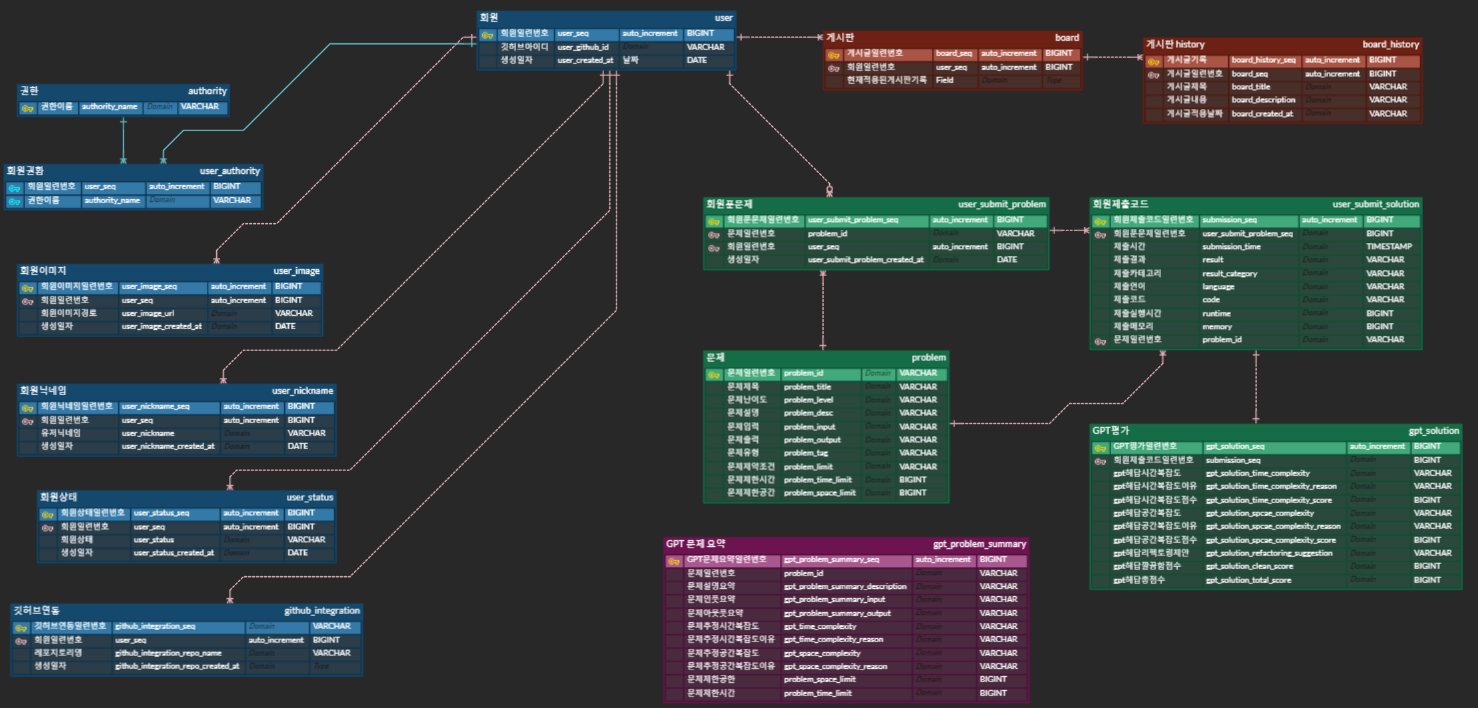 회원 user
회원일련번호 user_seq auto_increment BIGINT
깃허브아이디 user_github_id Domain VARCHAR
생성일자 user_created_at 날짜 DATE
게시판 board
게시글일련번호 board_seq auto_increment BIGINT
회원일련번호 user_seq auto_increment BIGINT
현재적용된게시판기록 Field Domain Type
게시판 history board_history
게시글기록 board_history_seq auto_increment BIGINT
게시글일련번호 board_seq auto_increment BIGINT
게시글제목 board_title Domain VARCHAR
게시글내용 board_description Domain VARCHAR
게시글적용날짜 board_created_at Domain VARCHAR
권환 authority
권한이름 authority_name Domain VARCHAR
회원권환 user_authority
회원일련번호 user_seq auto_increment BIGINT
권한이름 authority_name Domain VARCHAR
회원이미지 user_image
회원이미지일련번호 user_image_seq auto_increment BIGINT
회원일련번호 user_seq auto_increment BIGINT
회원이미지경로 user_image_url Domain VARCHAR
생성일자 user_image_created_at Domain DATE
회원닉네임 user_nickname
회원닉네임일련번호 user_nickname_seq auto_increment BIGINT
회원일련번호 user_seq auto_increment BIGINT
유저닉네임 user_nickname Domain VARCHAR
생성일자 user_nickname_created_at Domain DATE
회원상태 user_status
회원상태일련번호 user_status_seq auto_increment BIGINT
회원일련번호 user_seq auto_increment BIGINT
회원상태 user_status Domain VARCHAR
생성일자 user_status_created_at Domain DATE
깃허브연동 github_integration
깃허브연동일련번호 github_integration_seq Domain VARCHAR
회원일련번호 user_seq auto_increment BIGINT
레포지토리명 github_integration_repo_name Domain VARCHAR
생성일자 github_integration_repo_created_at Domain Type
회원푼문제 user_submit_problem
회원푼문제일련번호 user_submit_problem_seq auto_increment BIGINT
문제일련번호 problem_id Domain VARCHAR
회원일련번호 user_seq auto_increment BIGINT
생성일자 user_submit_problem_created_at Domain DATE
회원제출코드 user_submit_solution
회원제출코드일련번호 submission_seq auto_increment BIGINT
회원푼문제일련번호 user_submit_problem_seq Domain BIGINT
제출시간 submission_time Domain TIMESTAMP
제출결과 result Domain VARCHAR
제출카테고리 result_category Domain VARCHAR
제출언어 language Domain VARCHAR
제출코드 code Domain VARCHAR
제출실행시간 runtime Domain BIGINT
제출메모리 memory Domain BIGINT
문제일련번호 problem_id Domain VARCHAR
문제 problem
문제일련번호 problem_id Domain VARCHAR
문제제목 problem_title Domain VARCHAR
문제난이도 problem_level Domain VARCHAR
문제설명 problem_desc Domain VARCHAR
문제입력 problem_input Domain VARCHAR
문제출력 problem_output Domain VARCHAR
문제유형 problem_tag Domain VARCHAR
문제제약조건 problem_limit Domain VARCHAR
문제제한시간 problem_time_limit Domain BIGINT
문제제한공간 problem_space_limit Domain BIGINT
GPT평가 gpt_solution
GPT평가일련번호 gpt_solution_seq auto_increment BIGINT
회원제출코드일련번호 submission_seq Domain BIGINT
gpt해답시간복잡도 gpt_solution_time_complexity Domain VARCHAR
gpt해답시간복잡도이유 gpt_solution_time_complexity_reason Domain VARCHAR
gpt해답시간복잡도점수 gpt_solution_time_complexity_score Domain BIGINT
gpt해답공간복잡도 gpt_solution_spcae_complexity Domain VARCHAR
gpt해답공간복잡도이유 gpt_solution_spcae_complexity_reason Domain VARCHAR
gpt해답공간복잡도점수 gpt_solution_spcae_complexity_score Domain BIGINT
gpt해답리팩토링제안 gpt_solution_refactoring_suggestion Domain VARCHAR
gpt해답깔끔함점수 gpt_solution_clean_score Domain BIGINT
gpt해답총점수 gpt_solution_total_score Domain BIGINT
GPT 문제 요약 gpt_problem_summary
GPT문제요약일련번호 gpt_problem_summary_seq auto_increment BIGINT
문제일련번호 problem_id Domain VARCHAR
문제설명요약 gpt_problem_summary_description Domain VARCHAR
문제인풋요약 gpt_problem_summary_input Domain VARCHAR
문제아웃풋요약 gpt_problem_summary_output Domain VARCHAR
문제추정시간복잡도 gpt_time_complexity Domain VARCHAR
문제추정시간복잡도이유 gpt_time_complexity_reason Domain VARCHAR
문제추정공간복잡도 gpt_space_complexity Domain VARCHAR
문제추정공간복잡도이유 gpt_space_complexity_reason Domain VARCHAR
문제제한공한 problem_space_limit Domain BIGINT
문제제한시간 problem_time_limit Domain BIGINT